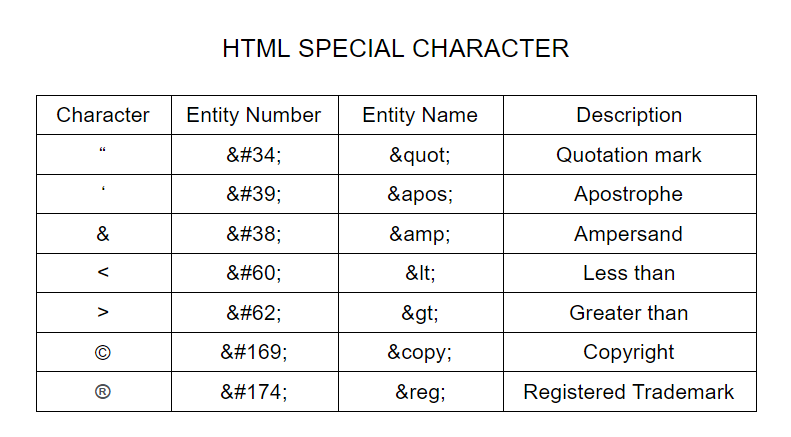 HTML SPECIAL CHARACTER
Character Entity Number Entity Name Description
“ &#34; &quot; Quotation mark
‘ &#39; &apos; Apostrophe
& &#38; &amp; Ampersand
< &#60; &lt; Less than
> &#62; &gt; Greater than
© &#169; &copy; Copyright
® &#174; &reg; Registered Trademark